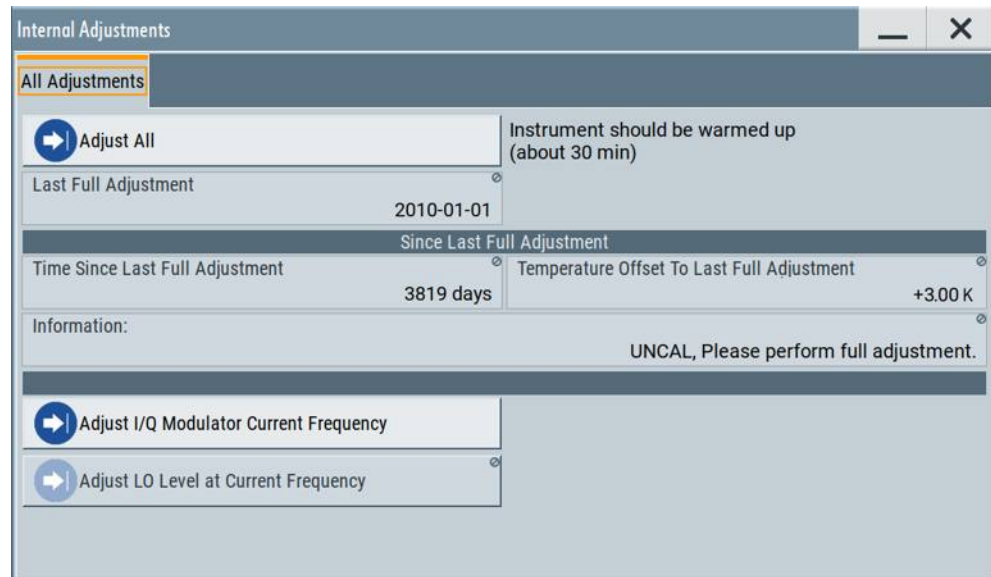 Internal Adjustments
All Adjustments
Adjust All
Instrument should be warmed up
(about 30 min)
Last Full Adjustment
2010-01-01
Since Last Full Adjustment
Time Since Last Full Adjustment
3819 days
Temperature Offset To Last Full Adjustment
+3.00 K
Information:
UNCAL, Please perform full adjustment.
Adjust I/Q Modulator Current Frequency
Adjust LO Level at Current Frequency